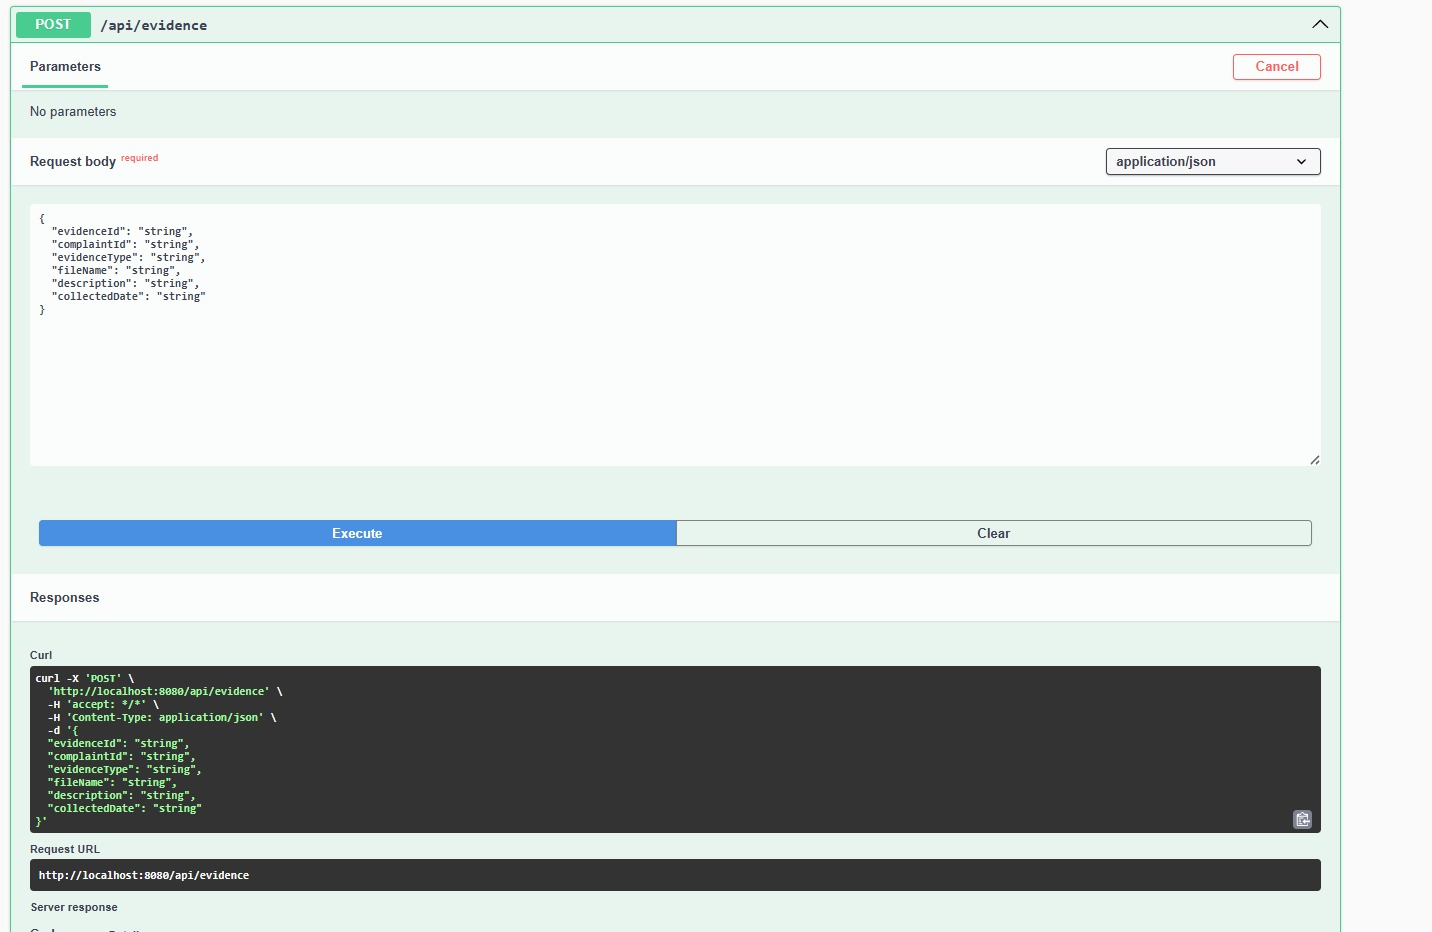 POST /api/evidence
Parameters
Cancel
No parameters
Request body required
application/json
{
  "evidenceId": "string",
  "complaintId": "string",
  "evidenceType": "string",
  "fileName": "string",
  "description": "string",
  "collectedDate": "string"
}
Execute
Clear
Responses
Curl
curl -X 'POST' \
  'http://localhost:8080/api/evidence' \
  -H 'accept: */*' \
  -H 'Content-Type: application/json' \
  -d '{
  "evidenceId": "string",
  "complaintId": "string",
  "evidenceType": "string",
  "fileName": "string",
  "description": "string",
  "collectedDate": "string"
}'
Request URL
http://localhost:8080/api/evidence
Server response